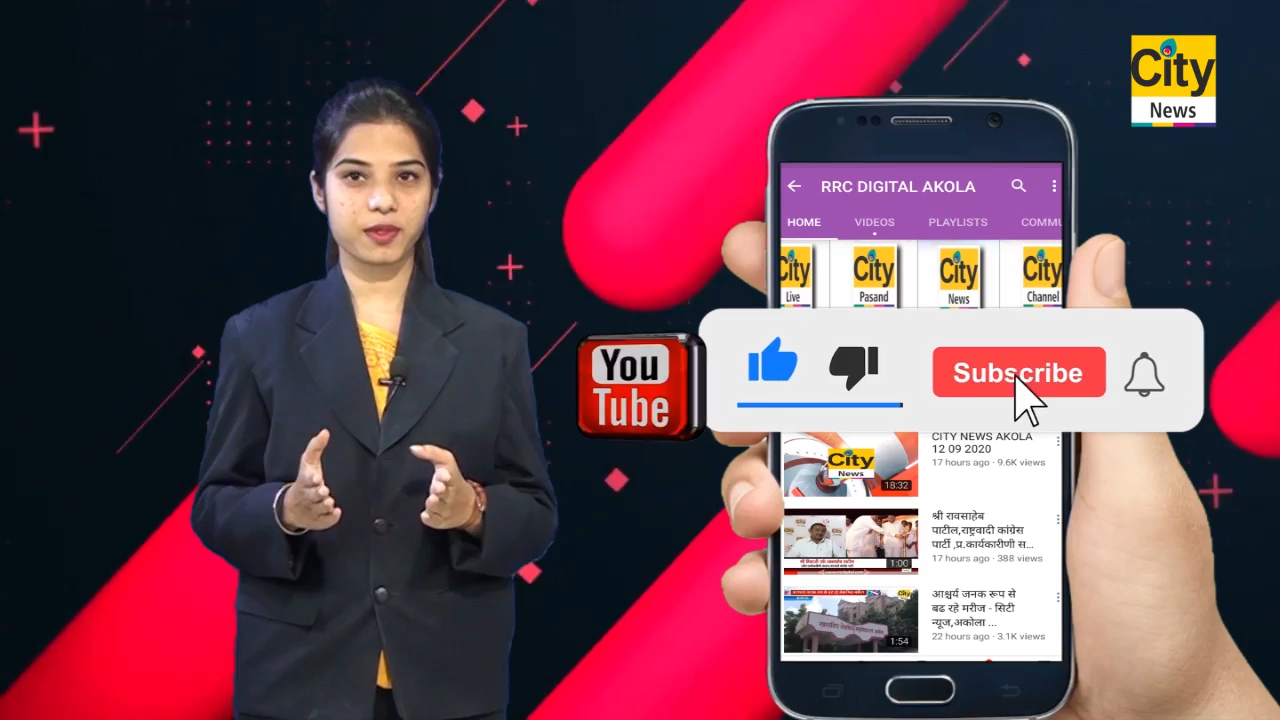 City
News
RRC DIGITAL AKOLA
HOME VIDEOS PLAYLISTS COMMU
City
Live
City
Pasand
City
News
City
Channel
You
Tube
Subscribe
City
News
18:32
CITY NEWS AKOLA
12 09 2020
17 hours ago · 9.6K views
1:00
श्री रावसाहेब
पाटील,राष्ट्रवादी कांग्रेस
पार्टी ,प्र.कार्यकारीणी स...
17 hours ago · 388 views
City
1:54
आश्चर्य जनक रूप से
बढ रहे मरीज - सिटी
न्यूज,अकोला ...
22 hours ago · 3.1K views